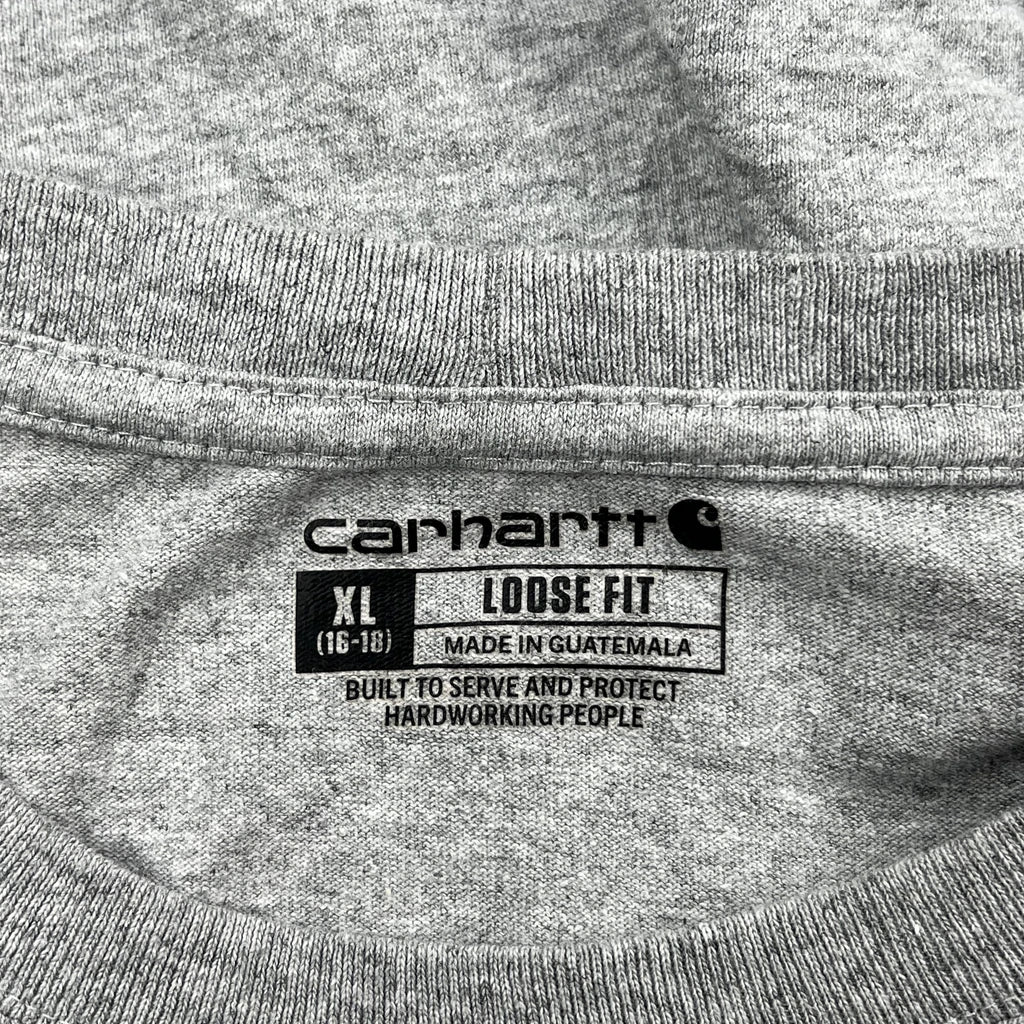 carhartt
XL
(16-18)
LOOSE FIT
MADE IN GUATEMALA
BUILT TO SERVE AND PROTECT
HARDWORKING PEOPLE